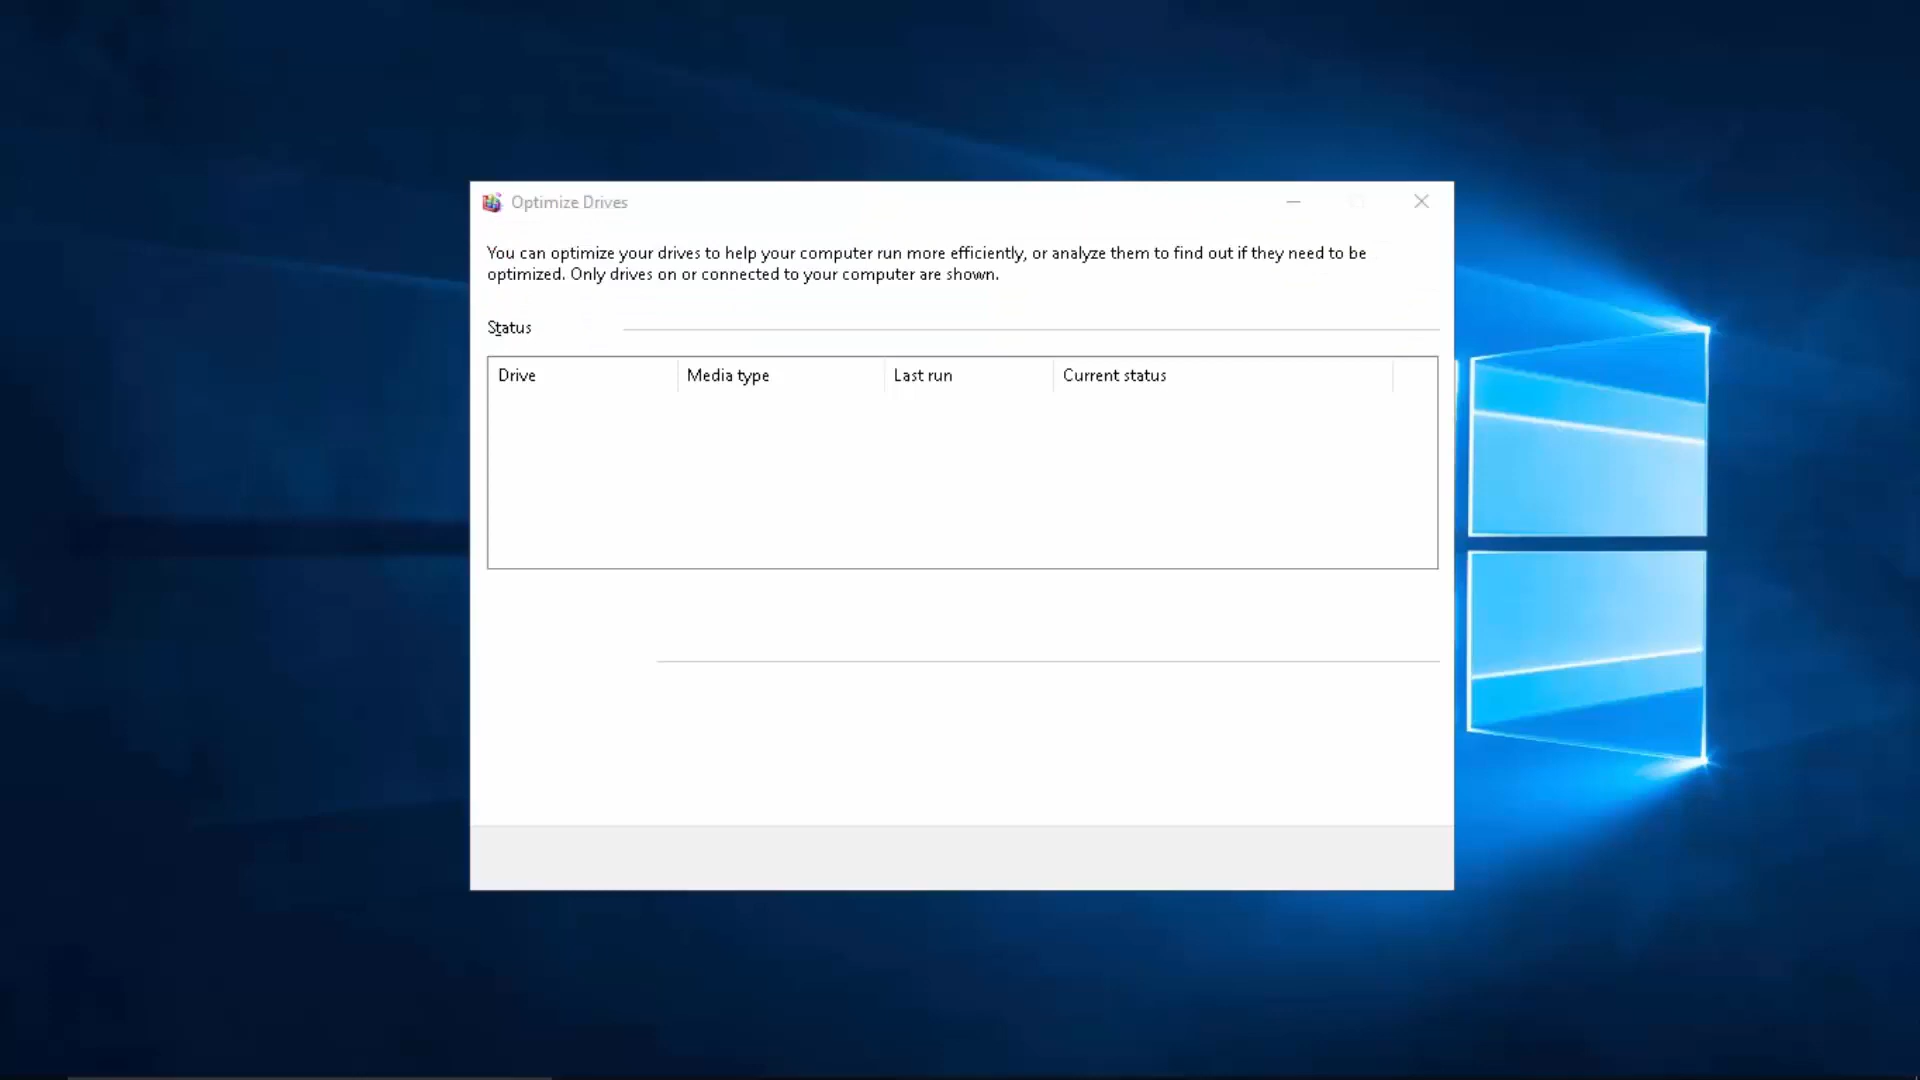 Optimize Drives
You can optimize your drives to help your computer run more efficiently, or analyze them to find out if they need to be
optimized. Only drives on or connected to your computer are shown.
Status
Drive Media type Last run Current status